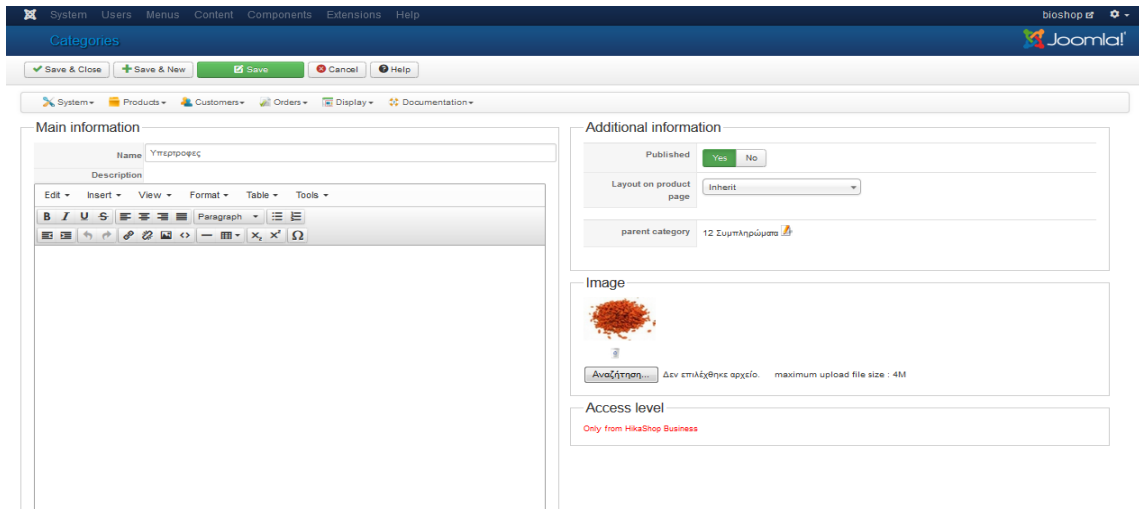 System Users Menus Content Components Extensions Help bioshop
Categories Joomla!
Save & Close Save & New Save Cancel Help
System Products Customers Orders Display Documentation
Main information
Name Υπερτροφες
Description
Edit Insert View Format Table Tools
B I U S Paragraph
X₂ X² Ω
Additional information
Published Yes No
Layout on product page Inherit
parent category 12 Συμπληρώματα
Image
Αναζήτηση... Δεν επιλέχθηκε αρχείο. maximum upload file size : 4M
Access level
Only from HikaShop Business